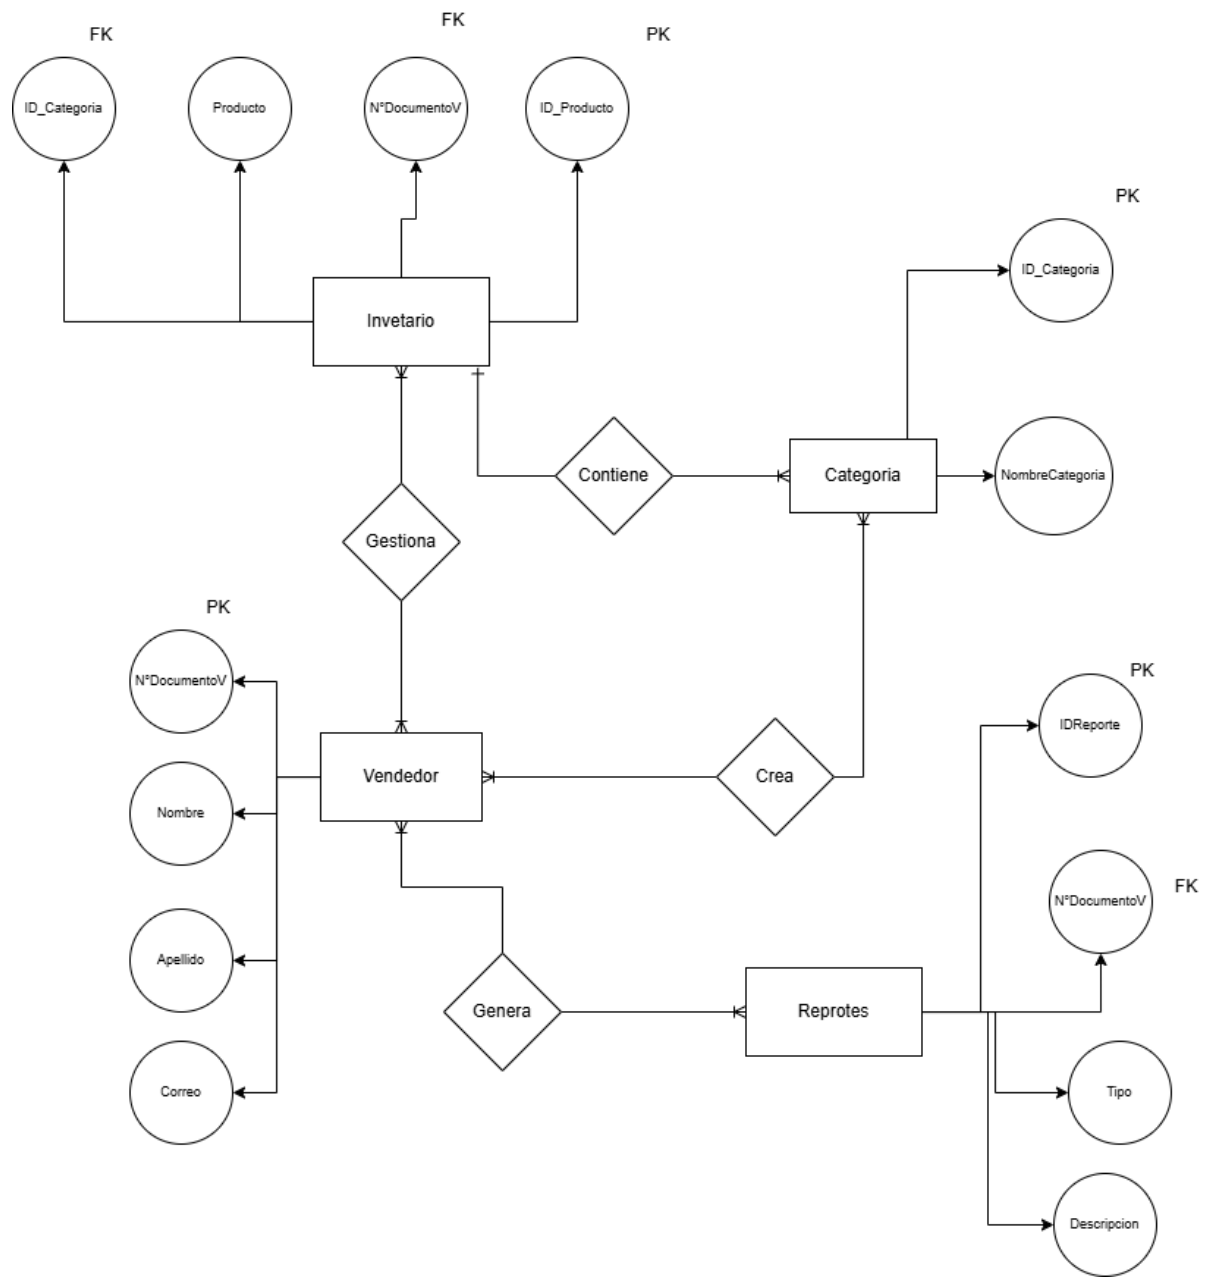 FK
FK
PK
ID_Categoria
Producto
N°DocumentoV
ID_Producto
PK
ID_Categoria
Invetario
Contiene
Categoria
NombreCategoria
Gestiona
PK
N°DocumentoV
PK
IDReporte
Vendedor
Crea
Nombre
N°DocumentoV
FK
Apellido
Genera
Reprotes
Correo
Tipo
Descripcion